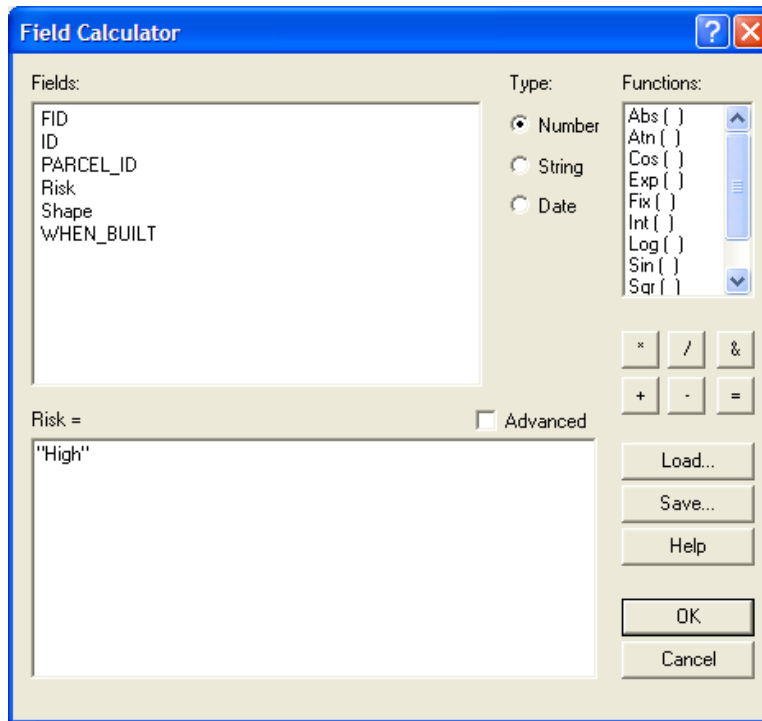 Field Calculator
Fields:
Type:
Functions:
FID
ID
PARCEL_ID
Risk
Shape
WHEN_BUILT
Number
String
Date
Abs ( )
Atn ( )
Cos ( )
Exp ( )
Fix ( )
Int ( )
Log ( )
Sin ( )
Sqr ( )
* / &
+ - =
Risk =
Advanced
"High"
Load...
Save...
Help
OK
Cancel